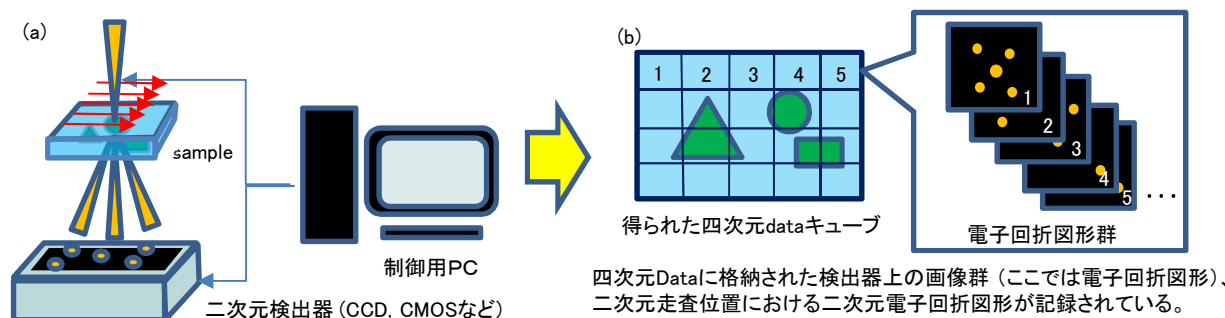 (a)
sample
制御用PC
二次元検出器（CCD, CMOSなど）
(b)
1 2 3 4 5
得られた四次元dataキューブ
1
2
3
4
5
・・・
電子回折図形群
四次元Dataに格納された検出器上の画像群（ここでは電子回折図形）、
二次元走査位置における二次元電子回折図形が記録されている。